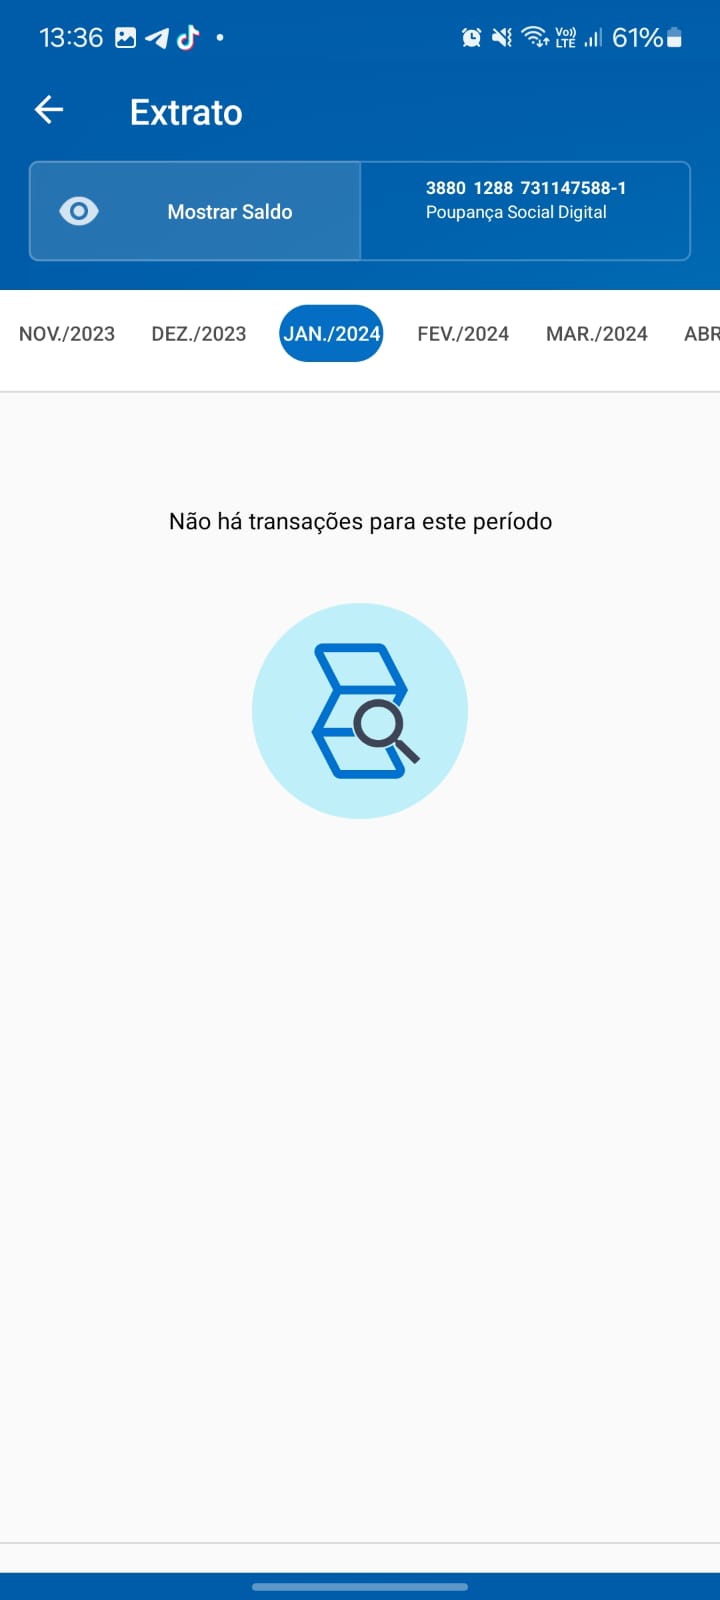 13:36
Vo))
LTE
61%
Extrato
Mostrar Saldo
3880 1288 731147588-1
Poupança Social Digital
NOV./2023 DEZ./2023 JAN./2024 FEV./2024 MAR./2024 ABR
Não há transações para este período